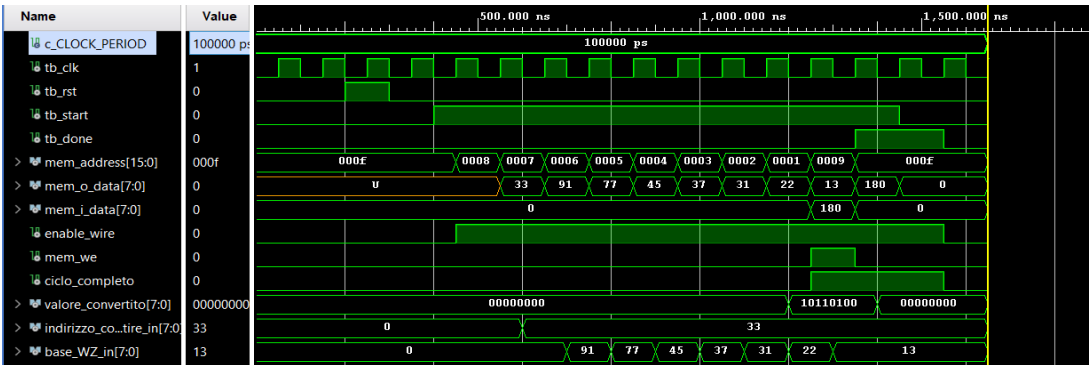 Name Value 500.000 ns 1,000.000 ns 1,500.000 ns
c_CLOCK_PERIOD 100000 ps 100000 ps
tb_clk 1
tb_rst 0
tb_start 0
tb_done 0
> mem_address[15:0] 000f 000f 0008 0007 0006 0005 0004 0003 0002 0001 0009 000f
> mem_o_data[7:0] 0 U 33 91 77 45 37 31 22 13 180 0
> mem_i_data[7:0] 0 0 180 0
enable_wire 0
mem_we 0
ciclo_completo 0
> valore_convertito[7:0] 00000000 00000000 10110100 00000000
> indirizzo_co...tire_in[7:0] 33 0 33
> base_WZ_in[7:0] 13 0 91 77 45 37 31 22 13